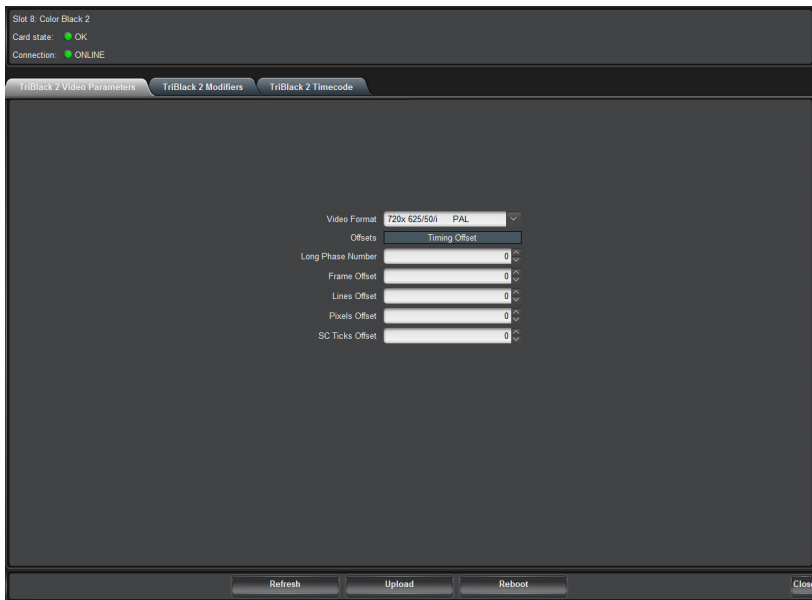 Slot 8: Color Black 2
Card state: OK
Connection: ONLINE
TriBlack 2 Video Parameters TriBlack 2 Modifiers TriBlack 2 Timecode
Video Format 720x 625/50/i PAL
Offsets Timing Offset
Long Phase Number 0
Frame Offset 0
Lines Offset 0
Pixels Offset 0
SC Ticks Offset 0
Refresh Upload Reboot Close